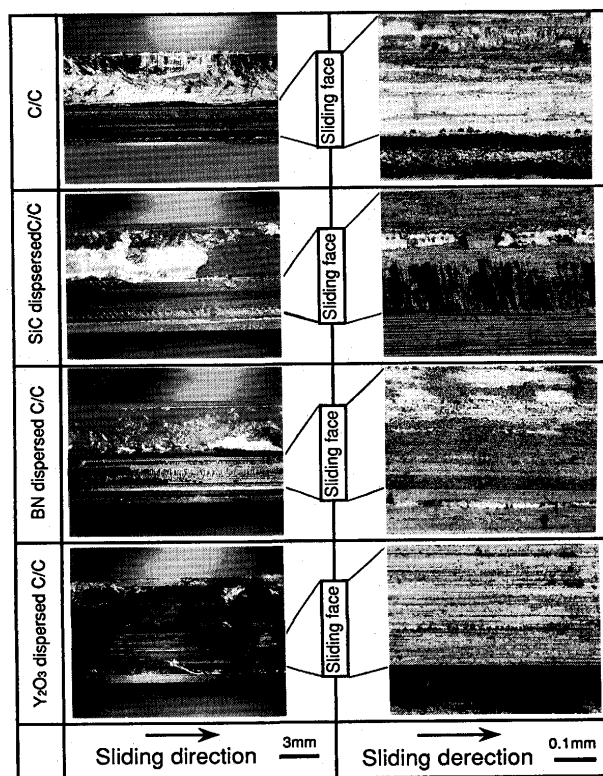 C/C
Sliding face
SiC dispsersedC/C
Sliding face
BN dispersed C/C
Sliding face
Y₂O₃ dispersed C/C
Sliding face
Sliding direction
3mm
Sliding derection
0.1mm